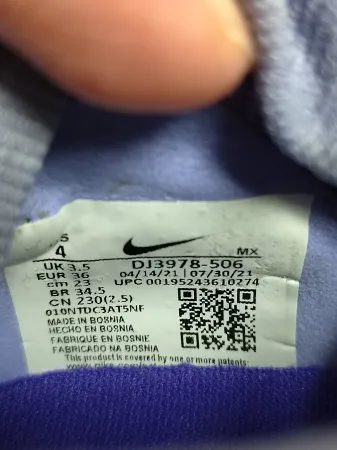 4
MX
UK 3.5
DJ3978-506
EUR 36
04/14/21 07/30/21
cm 23
UPC 00195243610274
BR 34.5
CN 230(2.5)
010NTDC3AT5NF
MADE IN BOSNIA
HECHO EN BOSNIA
FABRIQUE EN BOSNIE
FABRICADO NA BOSNIA
This product is covered by one or more patents: